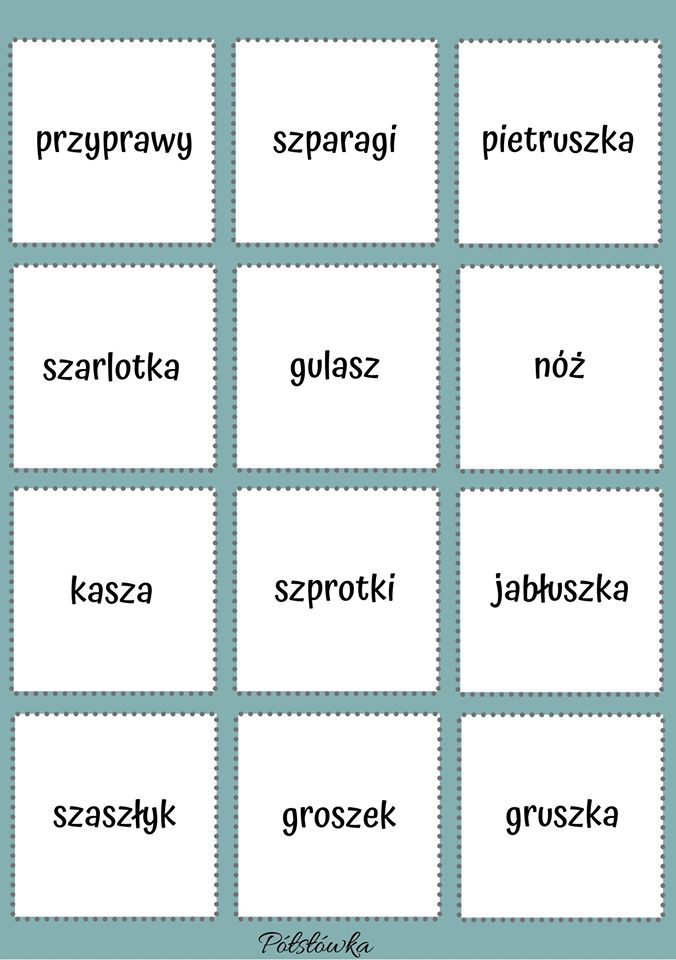 przyprawy
szparagi
pietruszka
szarlotka
gulasz
nóż
kasza
szprotki
jabłuszka
szaszłyk
groszek
gruszka
Półsłówka